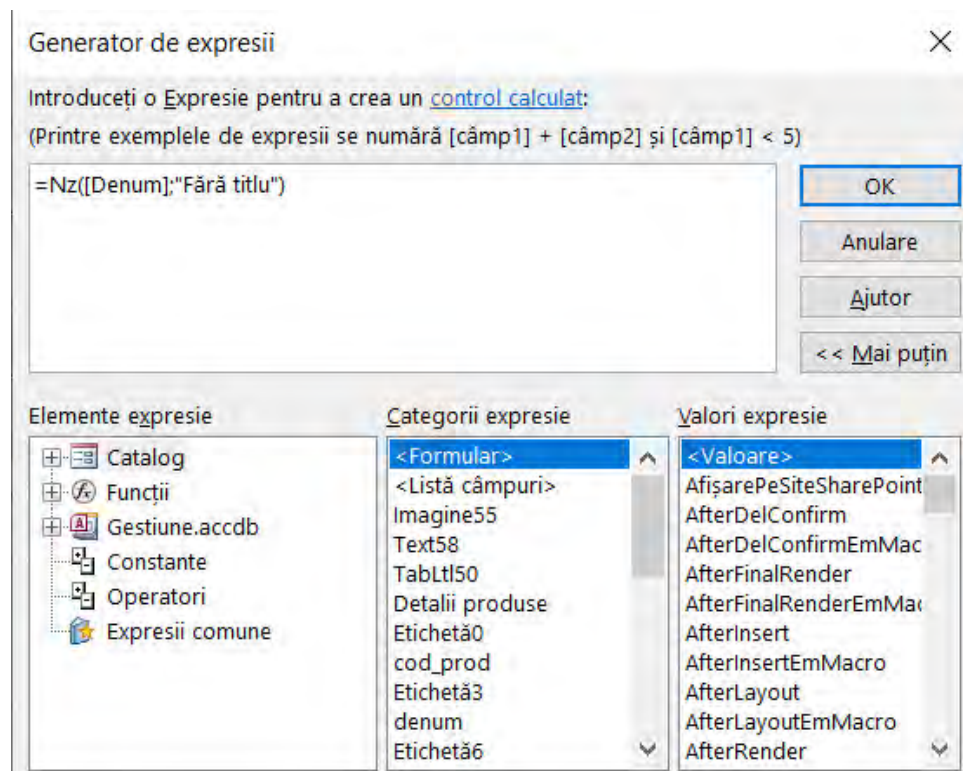 Generator de expresii
Introduceți o Expresie pentru a crea un control calculat:
(Printre exemplele de expresii se numără [câmp1] + [câmp2] și [câmp1] < 5)
=Nz([Denum];"Fără titlu")
OK
Anulare
Ajutor
<< Mai puțin
Elemente expresie
Catalog
Funcții
Gestiune.accdb
Constante
Operatori
Expresii comune
Categorii expresie
<Formular>
<Listă câmpuri>
Imagine55
Text58
TabLtl50
Detalii produse
Etichetă0
cod_prod
Etichetă3
denum
Etichetă6
Valori expresie
<Valoare>
AfișarePeSiteSharePoint
AfterDelConfirm
AfterDelConfirmEmMac
AfterFinalRender
AfterFinalRenderEmMac
AfterInsert
AfterInsertEmMacro
AfterLayout
AfterLayoutEmMacro
AfterRender